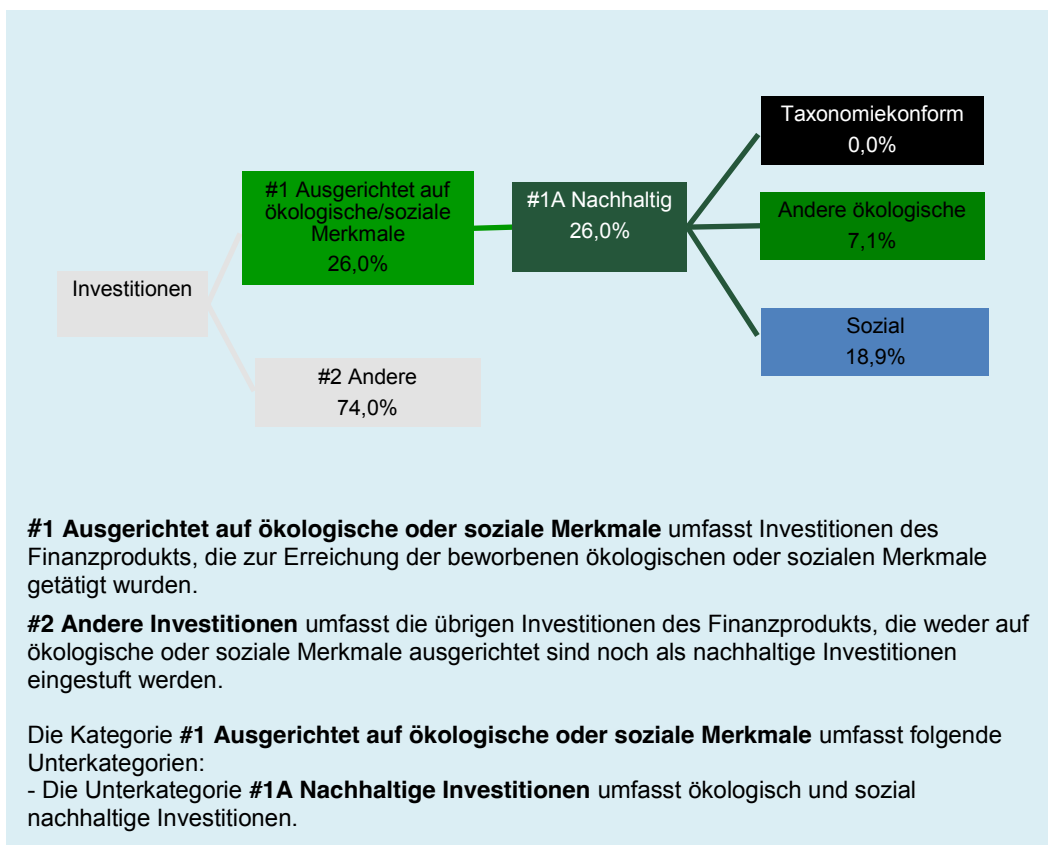 Taxonomiekonform
0,0%
#1 Ausgerichtet auf
ökologische/soziale
Merkmale
26,0%
#1A Nachhaltig
26,0%
Andere ökologische
7,1%
Investitionen
Sozial
18,9%
#2 Andere
74,0%
#1 Ausgerichtet auf ökologische oder soziale Merkmale umfasst Investitionen des
Finanzprodukts, die zur Erreichung der beworbenen ökologischen oder sozialen Merkmale
getätigt wurden.
#2 Andere Investitionen umfasst die übrigen Investitionen des Finanzprodukts, die weder auf
ökologische oder soziale Merkmale ausgerichtet sind noch als nachhaltige Investitionen
eingestuft werden.
Die Kategorie #1 Ausgerichtet auf ökologische oder soziale Merkmale umfasst folgende
Unterkategorien:
- Die Unterkategorie #1A Nachhaltige Investitionen umfasst ökologisch und sozial
nachhaltige Investitionen.